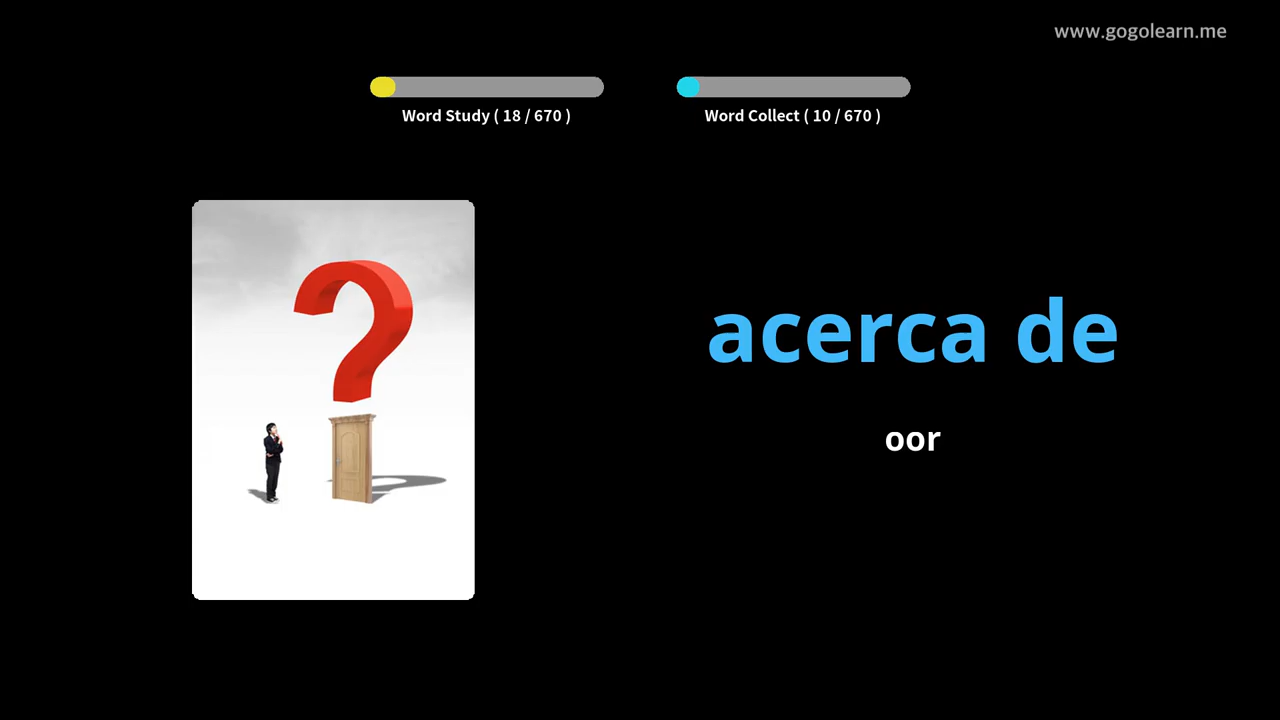 www.gogolearn.me
Word Study ( 18 / 670 )
Word Collect ( 10 / 670 )
acerca de
oor